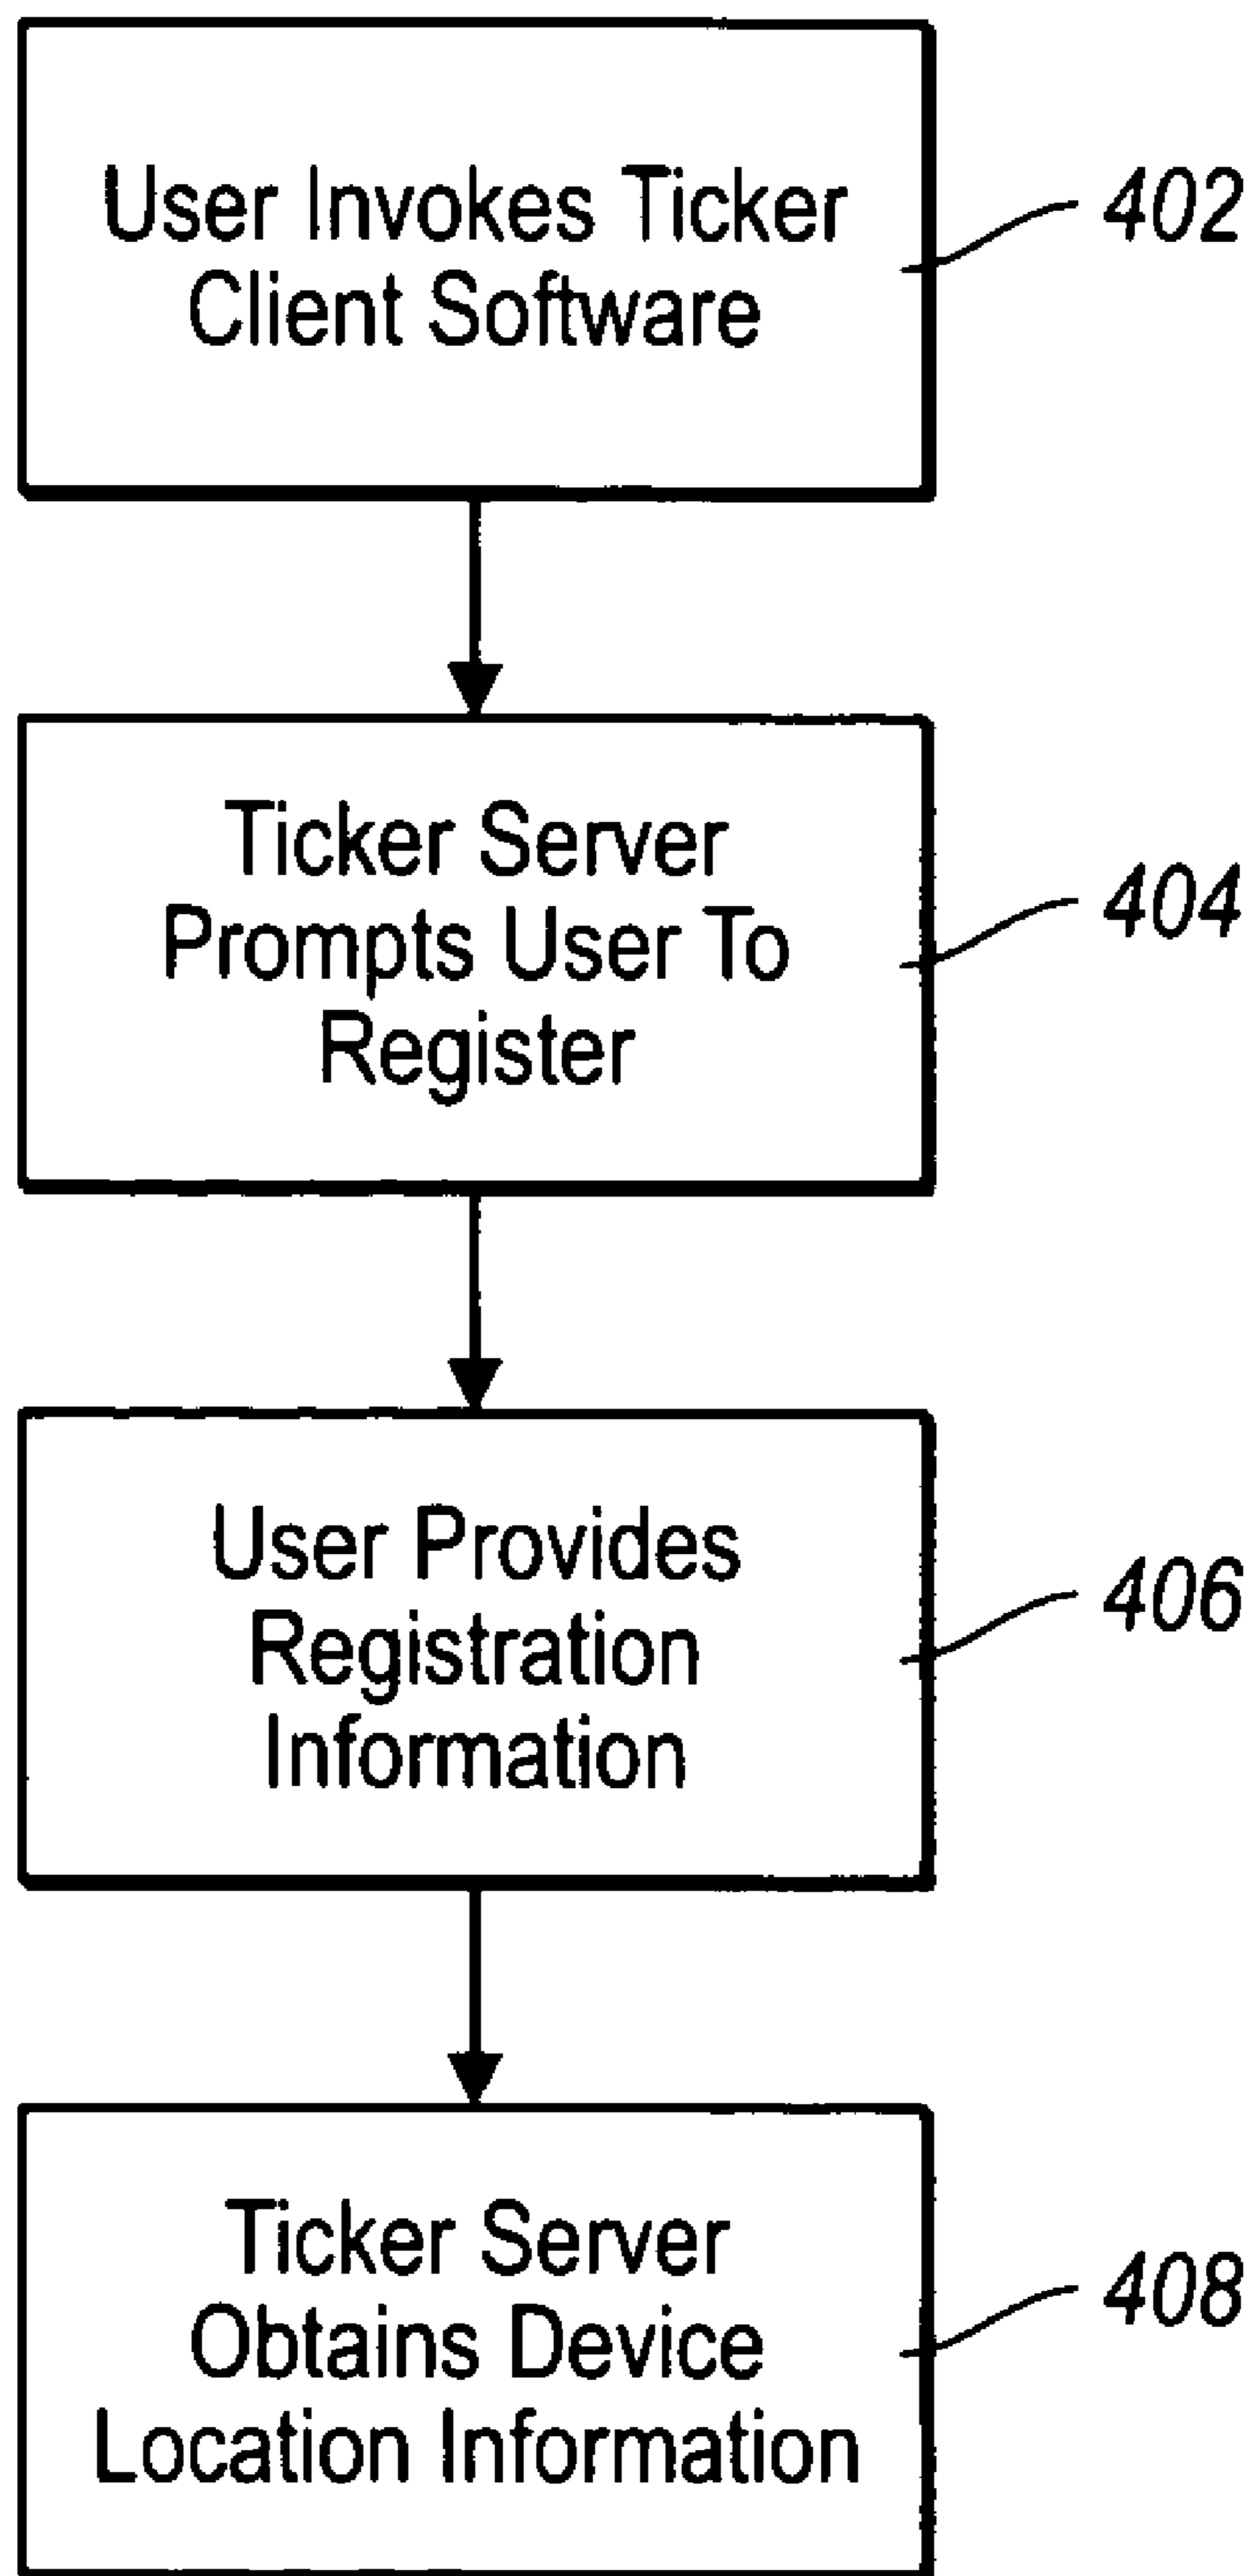 User Invokes Ticker
Client Software
402
Ticker Server
Prompts User To
Register
404
User Provides
Registration
Information
406
Ticker Server
Obtains Device
Location Information
408